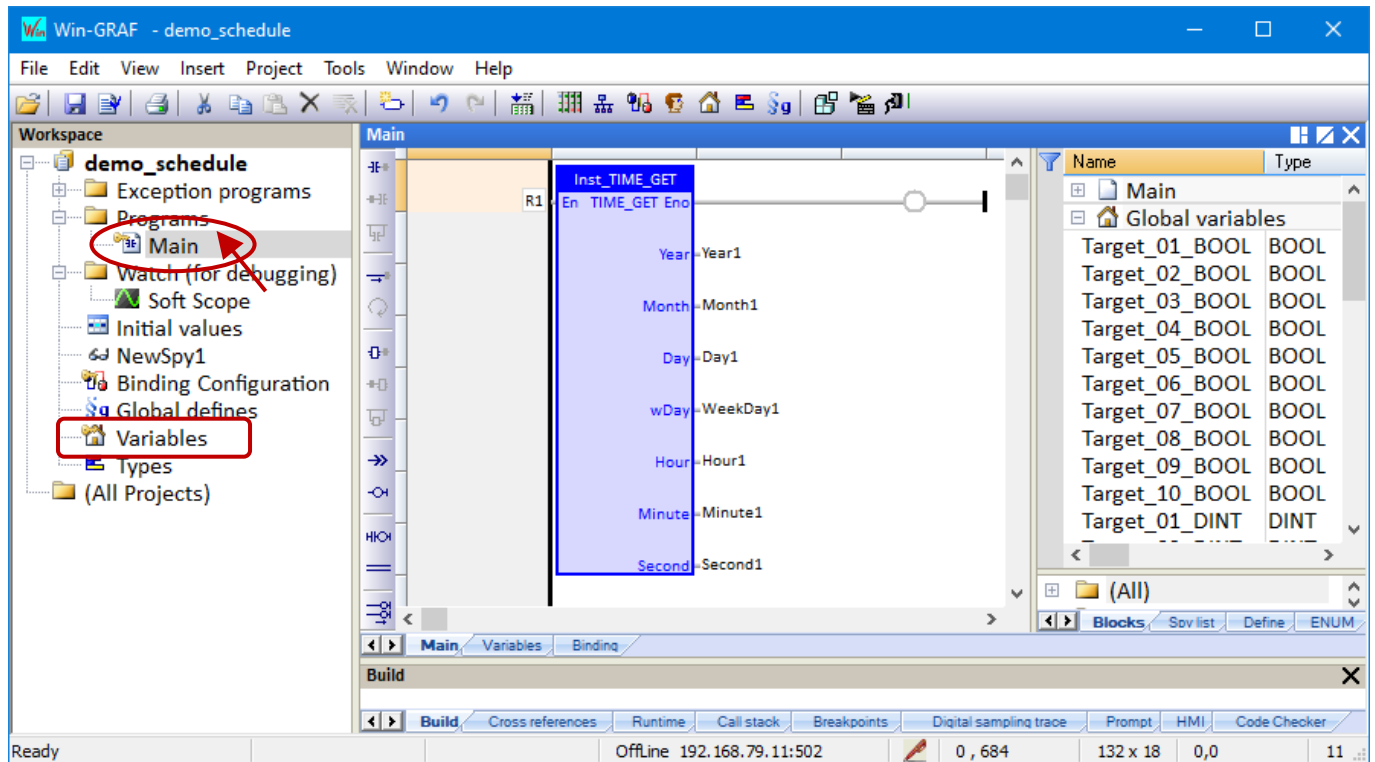 Win-GRAF - demo_schedule
File Edit View Insert Project Tools Window Help
Workspace
demo_schedule
Exception programs
Programs
Main
Watch (for debugging)
Soft Scope
Initial values
NewSpy1
Binding Configuration
Global defines
Variables
Types
(All Projects)
Main
R1
Inst_TIME_GET
En TIME_GET Eno
Year Year1
Month Month1
Day Day1
wDay WeekDay1
Hour Hour1
Minute Minute1
Second Second1
Name Type
Main
Global variables
Target_01_BOOL BOOL
Target_02_BOOL BOOL
Target_03_BOOL BOOL
Target_04_BOOL BOOL
Target_05_BOOL BOOL
Target_06_BOOL BOOL
Target_07_BOOL BOOL
Target_08_BOOL BOOL
Target_09_BOOL BOOL
Target_10_BOOL BOOL
Target_01_DINT DINT
(All)
Blocks Spy list Define ENUM
Main Variables Binding
Build
Build Cross references Runtime Call stack Breakpoints Digital sampling trace Prompt HMI Code Checker
Ready OffLine 192.168.79.11:502 0 , 684 132 x 18 0,0 11